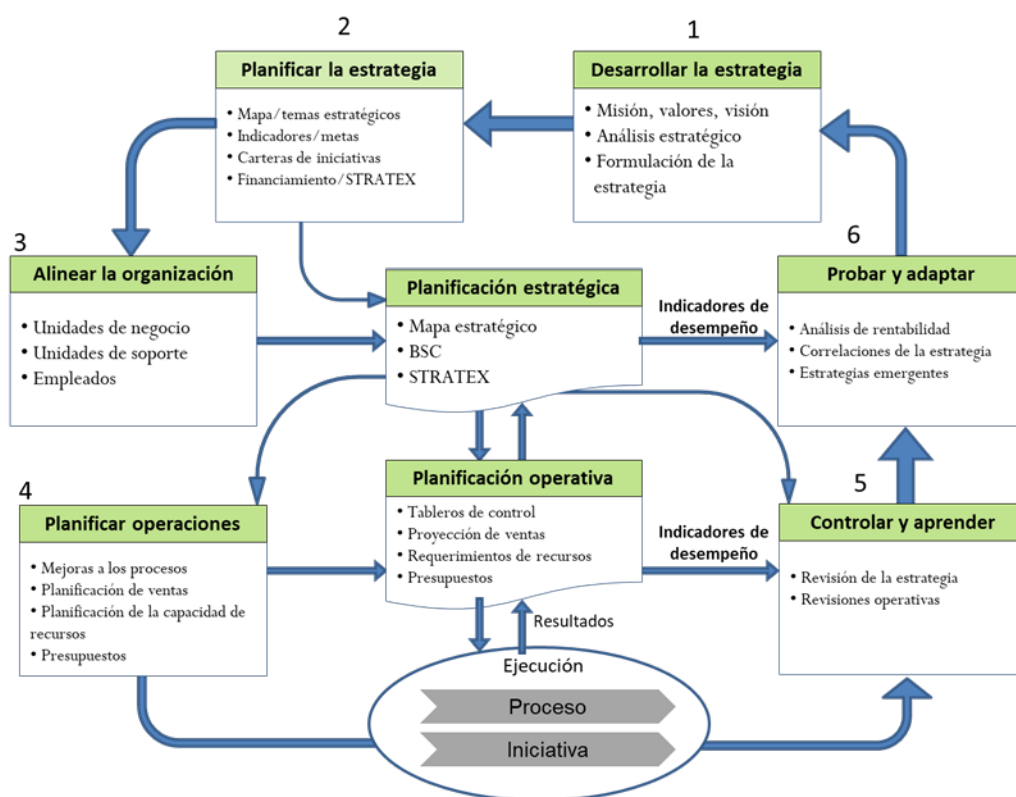 1
Desarrollar la estrategia
• Misión, valores, visión
• Análisis estratégico
• Formulación de la
estrategia
2
Planificar la estrategia
• Mapa/temas estratégicos
• Indicadores/metas
• Carteras de iniciativas
• Financiamiento/STRATEX
3
Alinear la organización
• Unidades de negocio
• Unidades de soporte
• Empleados
Planificación estratégica
• Mapa estratégico
• BSC
• STRATEX
Indicadores de
desempeño
6
Probar y adaptar
• Análisis de rentabilidad
• Correlaciones de la estrategia
• Estrategias emergentes
4
Planificar operaciones
• Mejoras a los procesos
• Planificación de ventas
• Planificación de la capacidad de
recursos
• Presupuestos
Planificación operativa
• Tableros de control
• Proyección de ventas
• Requerimientos de recursos
• Presupuestos
Indicadores de
desempeño
5
Controlar y aprender
• Revisión de la estrategia
• Revisiones operativas
Resultados
Ejecución
Proceso
Iniciativa